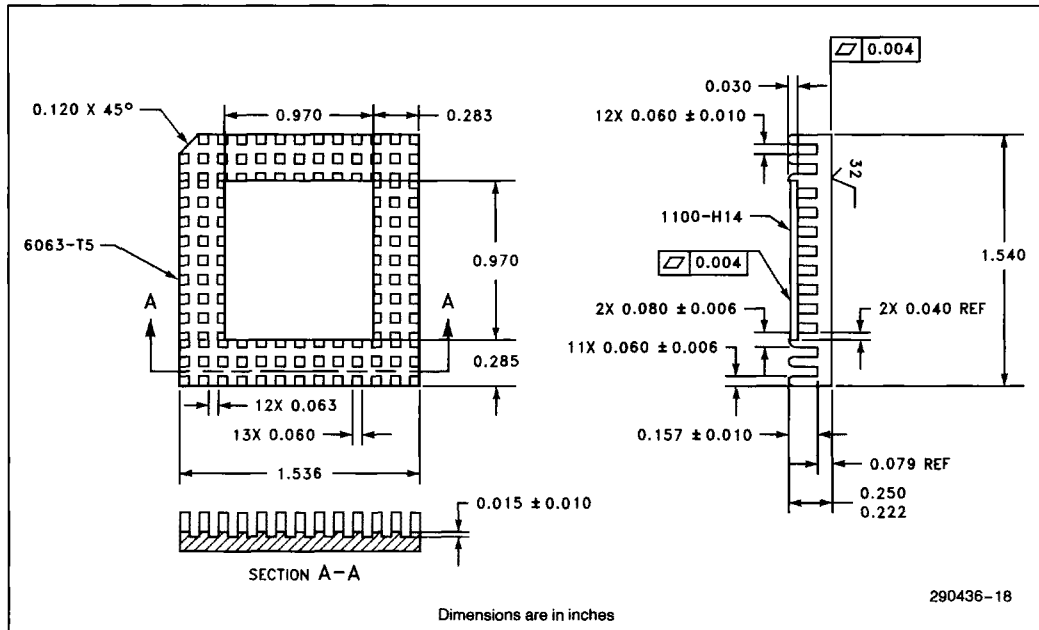 0.120 X 45°
0.970
0.283
6063-T5
0.970
A
A
0.285
12X 0.063
13X 0.060
1.536
0.015 ± 0.010
SECTION A-A
0.004
0.030
12X 0.060 ± 0.010
32
1100-H14
0.004
1.540
2X 0.080 ± 0.006
2X 0.040 REF
11X 0.060 ± 0.006
0.157 ± 0.010
0.079 REF
0.250
0.222
290436-18
Dimensions are in inches